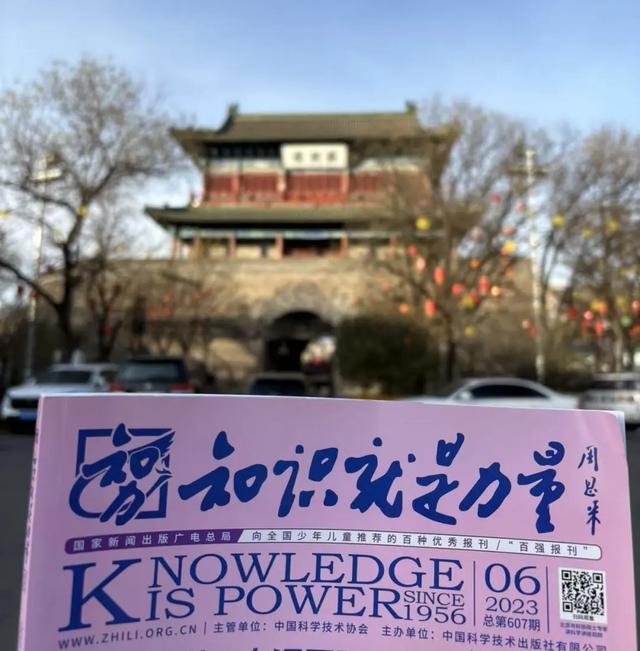 知识就是力量
周恩来
国家新闻出版广电总局 向全国少年儿童推荐的百种优秀报刊/“百强报刊”
KNOWLEDGE
IS POWER
SINCE
1956
06
2023
总第607期
WWW.ZHILI.ORG.CN 主管单位：中国科学技术协会 主办单位：中国科学技术出版社有限公司